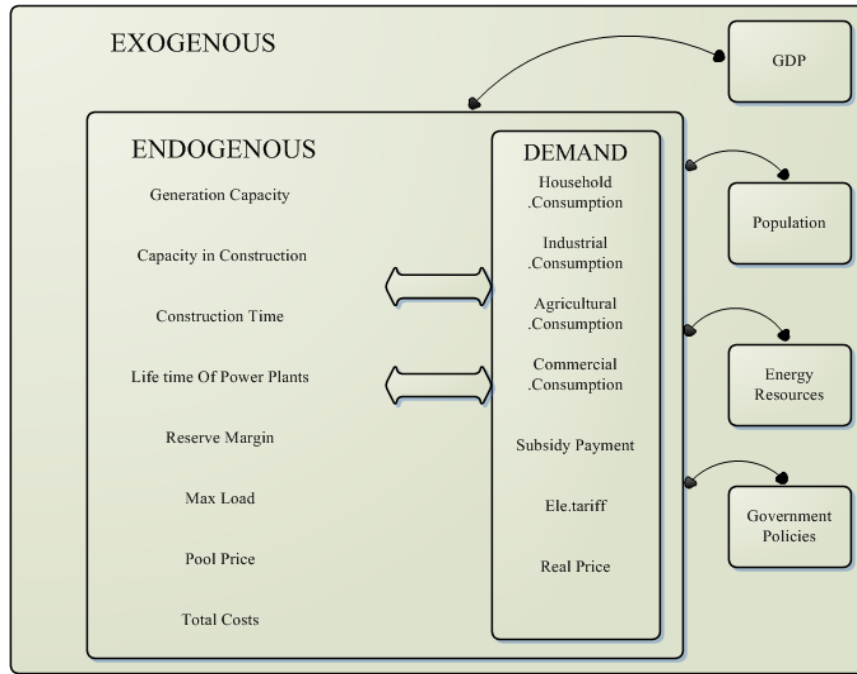 EXOGENOUS
GDP
ENDOGENOUS
Generation Capacity
Capacity in Construction
Construction Time
Life time Of Power Plants
Reserve Margin
Max Load
Pool Price
Total Costs
DEMAND
Household
.Consumption
Industrial
.Consumption
Agricultural
.Consumption
Commercial
.Consumption
Subsidy Payment
Ele.tariff
Real Price
Population
Energy
Resources
Government
Policies